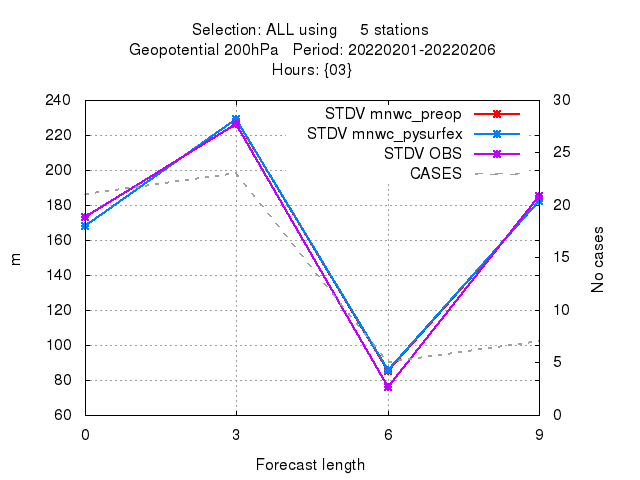 Selection: ALL using     5 stations
Geopotential 200hPa   Period: 20220201-20220206
Hours: {03}
STDV mnwc_preop
STDV mnwc_pysurfex
STDV OBS
CASES
240
220
200
180
160
140
120
100
80
60
m
30
25
20
15
10
5
0
No cases
0 3 6 9
Forecast length